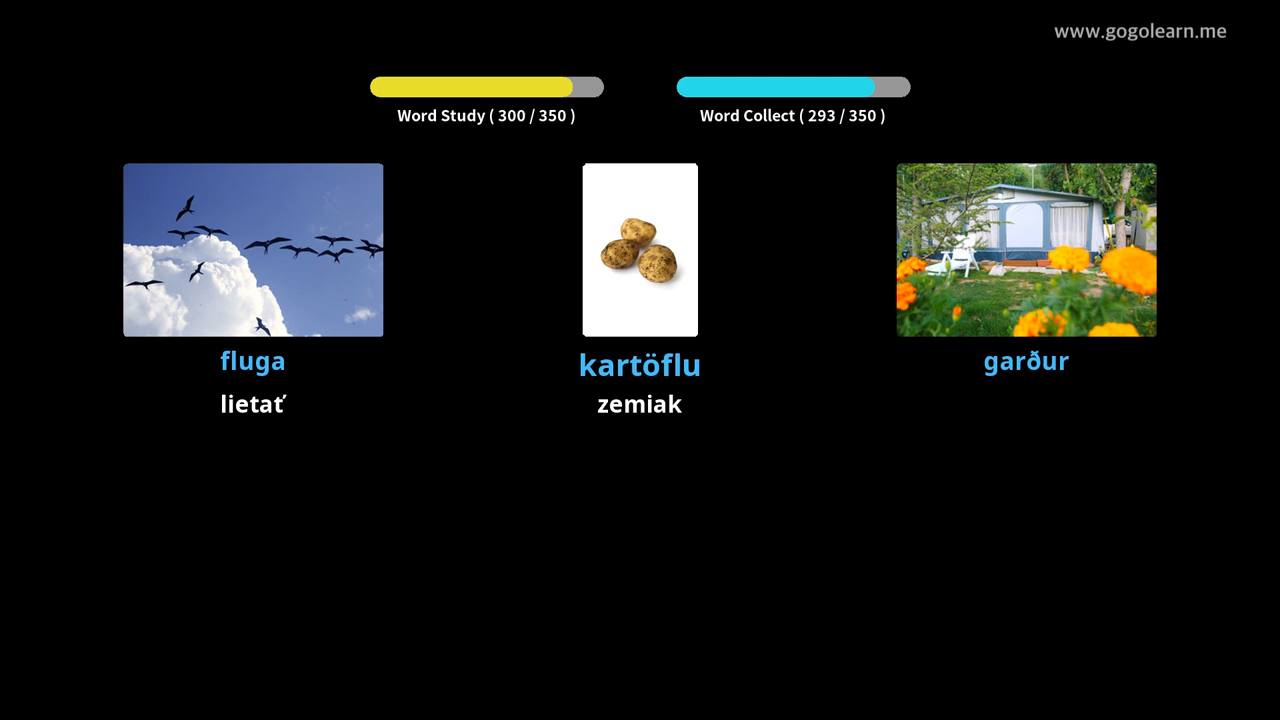 www.gogolearn.me
Word Study ( 300 / 350 )
Word Collect ( 293 / 350 )
fluga
kartöflu
garður
lietať
zemiak